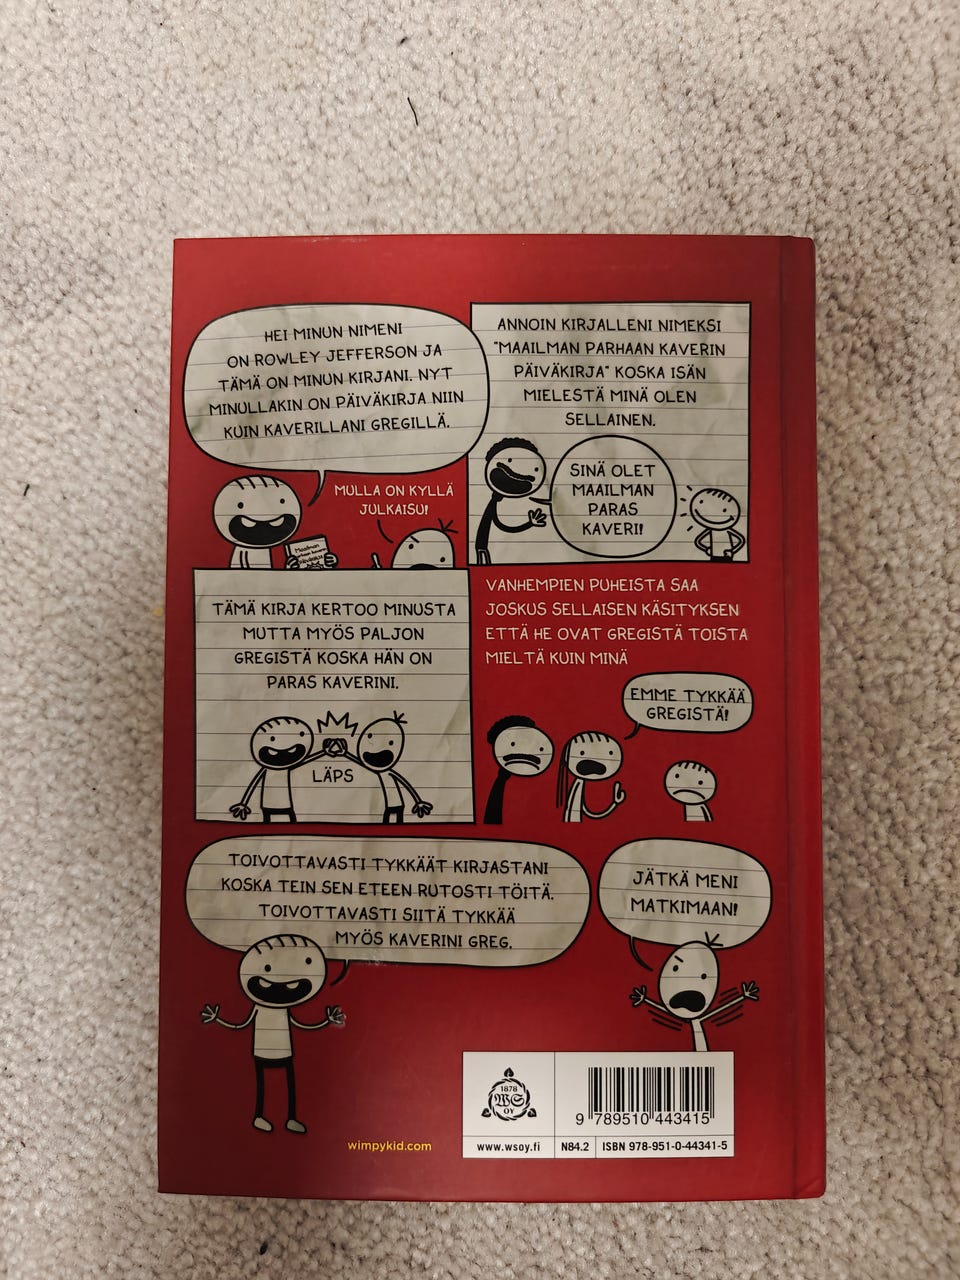 HEI MINUN NIMENI
ON ROWLEY JEFFERSON JA
TÄMÄ ON MINUN KIRJANI. NYT
MINULLAKIN ON PÄIVÄKIRJA NIIN
KUIN KAVERILLANI GREGILLÄ.
MULLA ON KYLLÄ
JULKAISU!
Maailman
parhaan kaverin
päiväkirja
ANNOIN KIRJALLENI NIMEKSI
"MAAILMAN PARHAAN KAVERIN
PÄIVÄKIRJA" KOSKA ISÄN
MIELESTÄ MINÄ OLEN
SELLAINEN.
SINÄ OLET
MAAILMAN
PARAS
KAVERI!
TÄMÄ KIRJA KERTOO MINUSTA
MUTTA MYÖS PALJON
GREGISTÄ KOSKA HÄN ON
PARAS KAVERINI.
LÄPS
VANHEMPIEN PUHEISTA SAA
JOSKUS SELLAISEN KÄSITYKSEN
ETTÄ HE OVAT GREGISTÄ TOISTA
MIELTÄ KUIN MINÄ
EMME TYKKÄÄ
GREGISTÄ!
TOIVOTTAVASTI TYKKÄÄT KIRJASTANI
KOSKA TEIN SEN ETEEN RUTOSTI TÖITÄ.
TOIVOTTAVASTI SIITÄ TYKKÄÄ
MYÖS KAVERINI GREG.
JÄTKÄ MENI
MATKIMAAN!
wimpykid.com
1878
WS
OY
9 789510 443415
www.wsoy.fi
N84.2
ISBN 978-951-0-44341-5